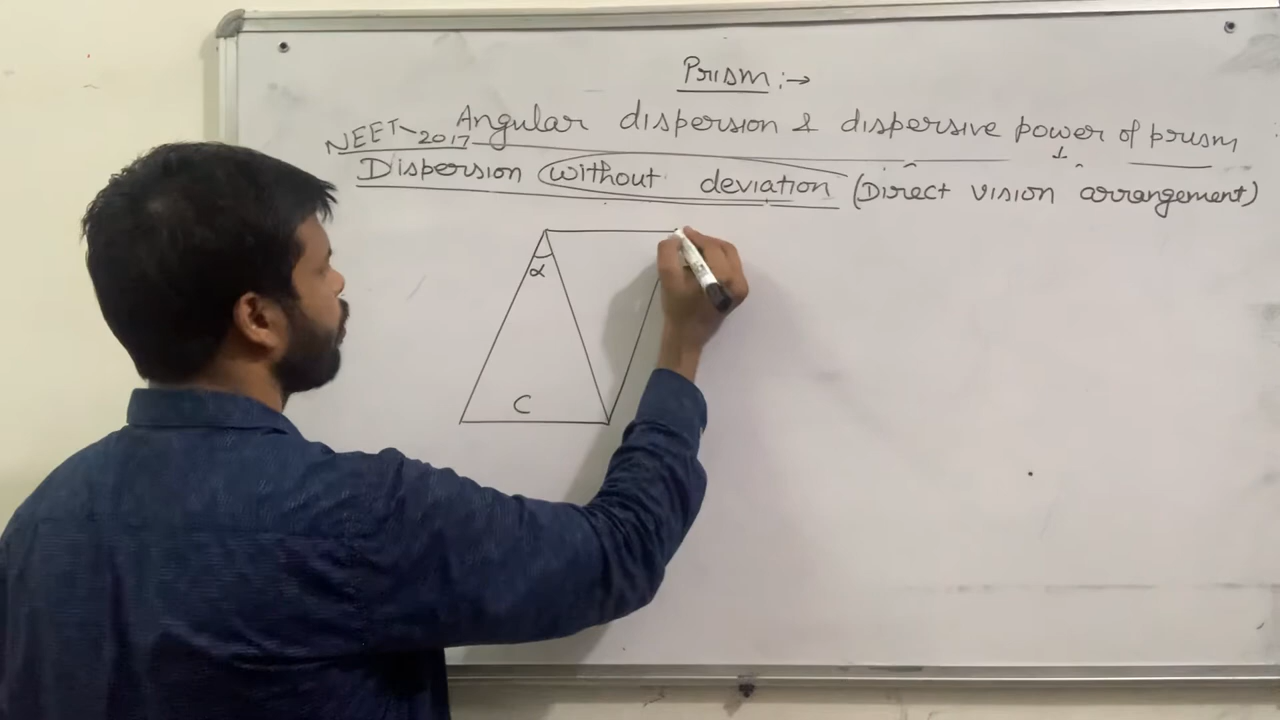 Prism :→
Angular dispersion & dispersive power of prism
NEET-2017
Dispersion without deviation (Direct vision arrangement)
α
C